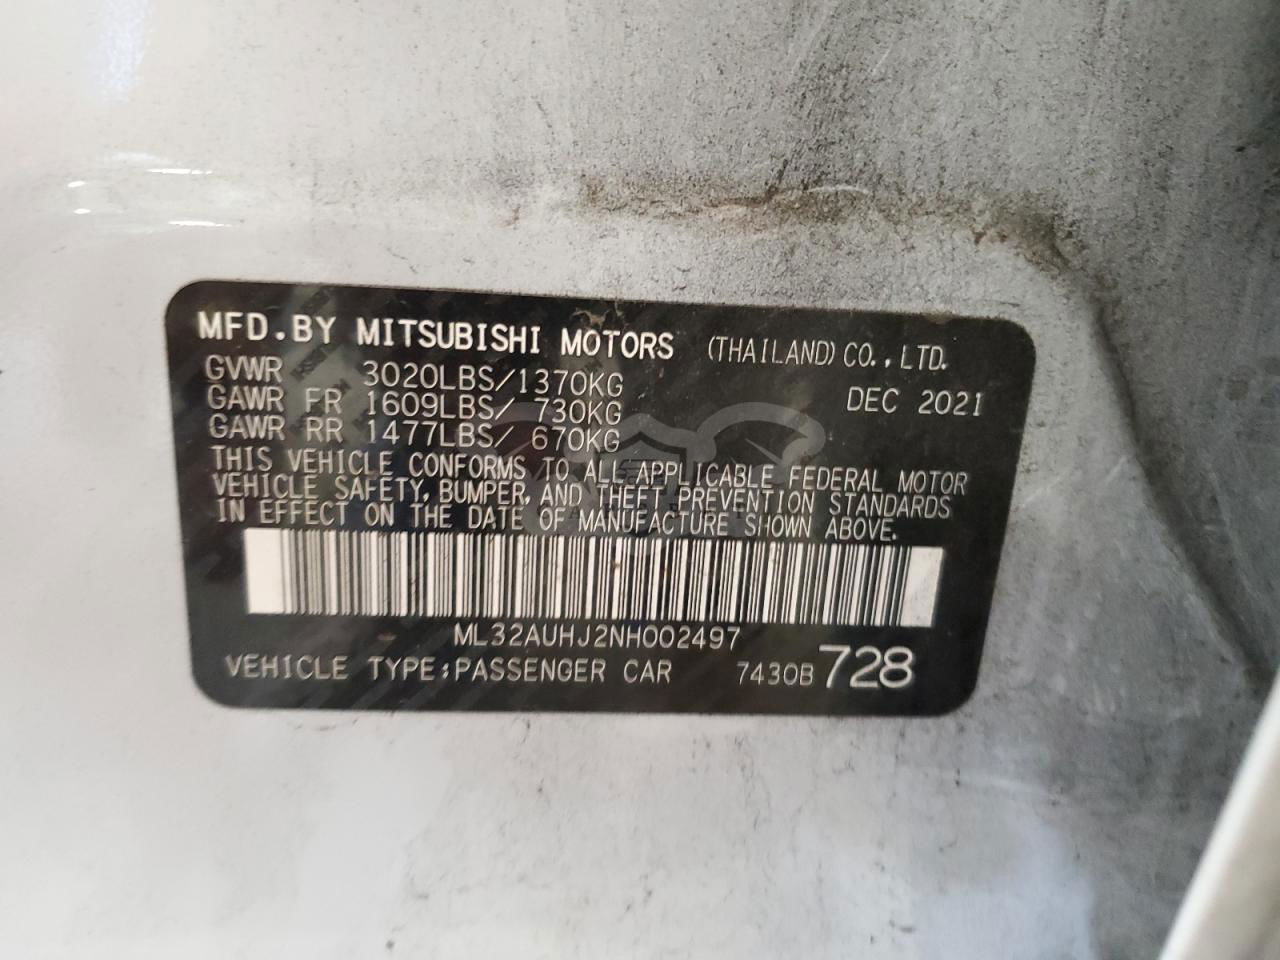 MFD.BY MITSUBISHI MOTORS (THAILAND) CO.,LTD.
GVWR 3020LBS/1370KG DEC 2021
GAWR FR 1609LBS/ 730KG
GAWR RR 1477LBS/ 670KG
THIS VEHICLE CONFORMS TO ALL APPLICABLE FEDERAL MOTOR
VEHICLE SAFETY, BUMPER, AND THEFT PREVENTION STANDARDS
IN EFFECT ON THE DATE OF MANUFACTURE SHOWN ABOVE.
ML32AUHJ2NH002497
VEHICLE TYPE:PASSENGER CAR 7430B 728